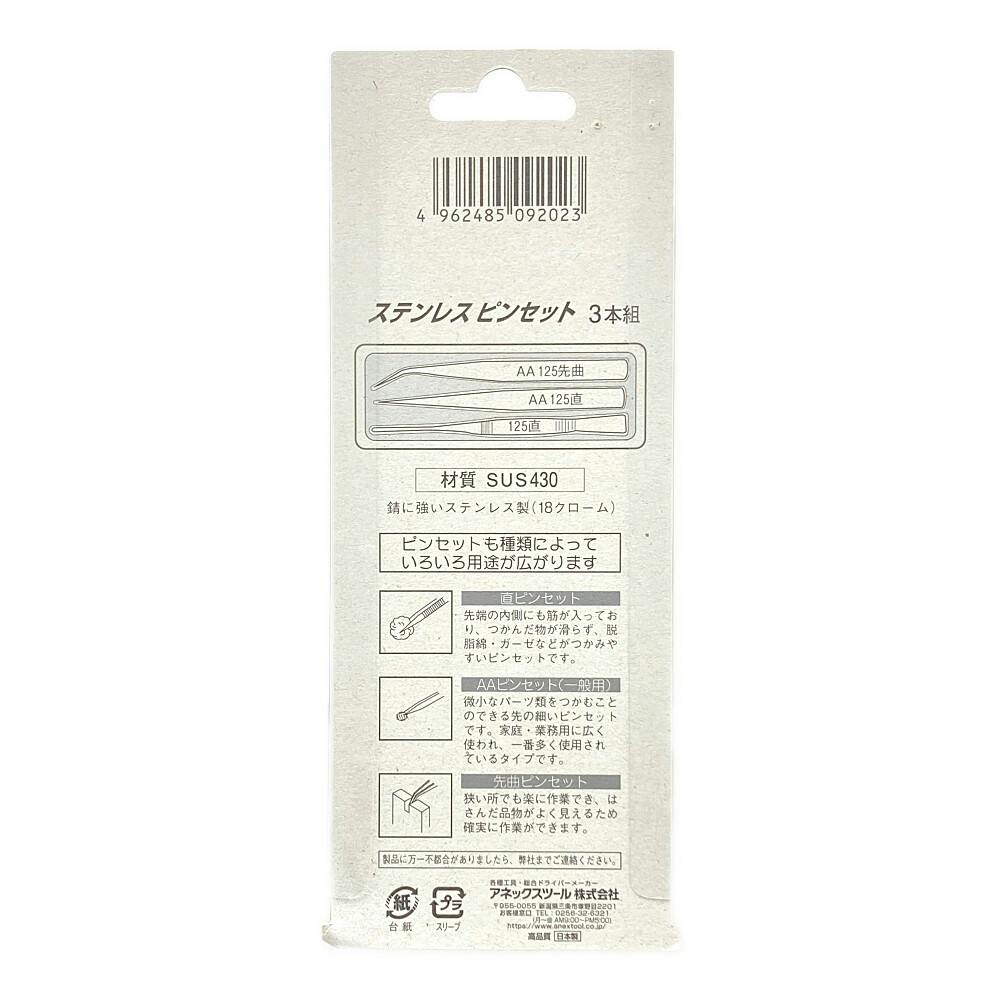 4 962485 092023
ステンレスピンセット 3本組
AA125先曲
AA125直
125直
材質 SUS430
錆に強いステンレス製(18クローム)
ピンセットも種類によって
いろいろ用途が広がります
直ピンセット
先端の内側にも筋が入ってお
り、つかんだ物が滑らず、脱
脂綿・ガーゼなどがつかみや
すいピンセットです。
AAピンセット(一般用)
微小なパーツ類をつかむこと
のできる先の細いピンセット
です。家庭・業務用に広く
使われ、一番多く使用され
ているタイプです。
先曲ピンセット
狭い所でも楽に作業でき、は
さんだ品物がよく見えるため
確実に作業ができます。
製品に万一不都合がありましたら、弊社までご連絡ください。
紙
台紙
プラ
スリーブ
各種工具・総合ドライバーメーカー
アネックスツール株式会社
〒955-0055 新潟県三条市塚野目2201
お客様窓口 TEL:0256-32-6321
(月~金 AM9:00~PM5:00)
https://www.anextool.co.jp/
高品質 日本製